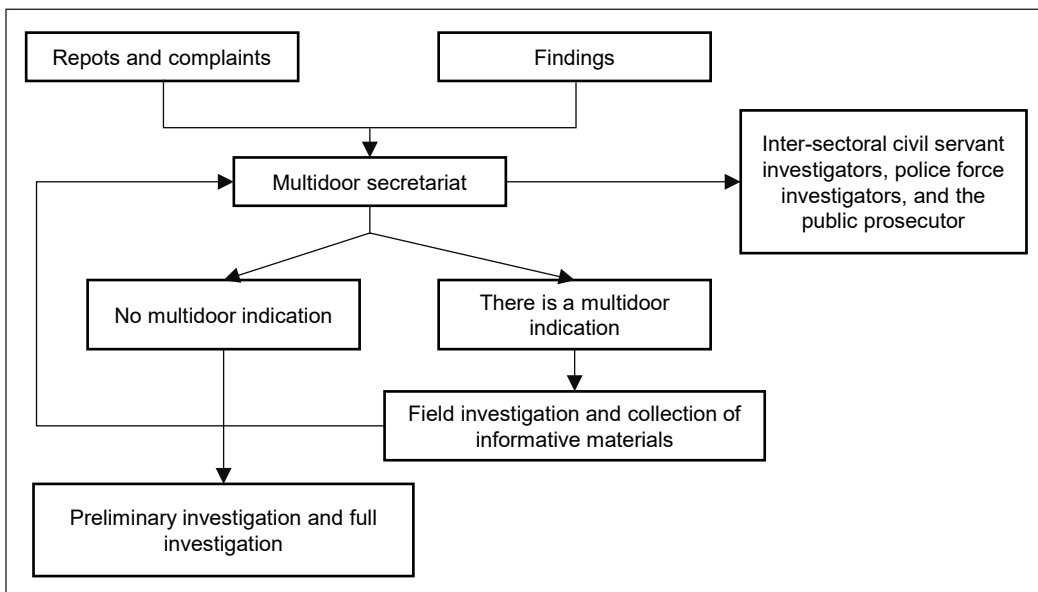 Repots and complaints
Findings
Inter-sectoral civil servant
investigators, police force
investigators, and the
public prosecutor
Multidoor secretariat
No multidoor indication
There is a multidoor
indication
Field investigation and collection of
informative materials
Preliminary investigation and full
investigation